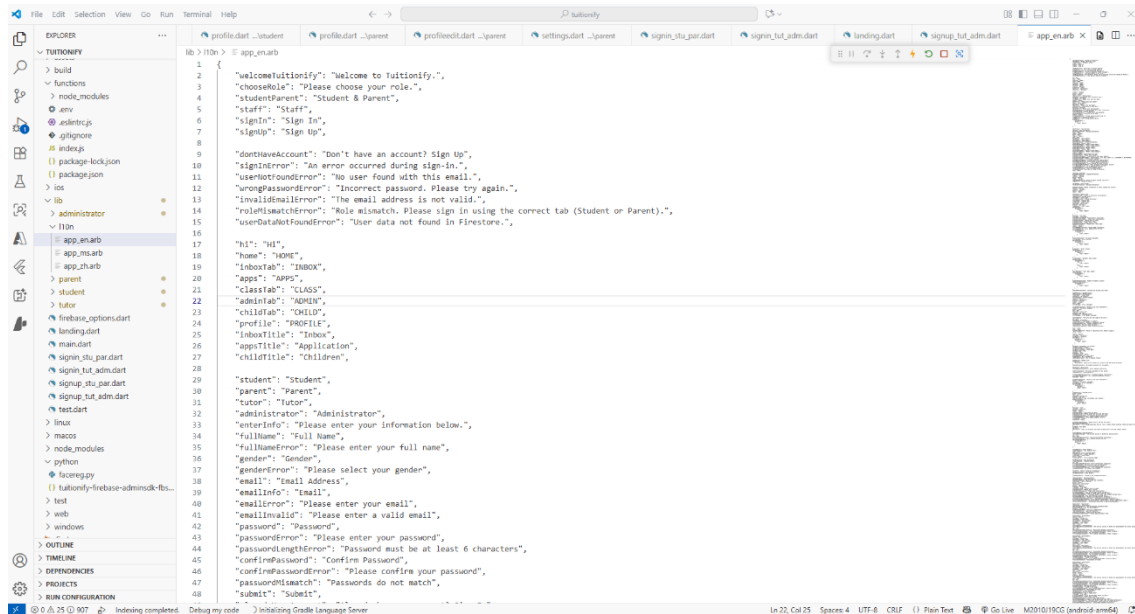 File Edit Selection View Go Run Terminal Help
tuitionify
EXPLORER
profile.dart ...\student
profile.dart ...\parent
profileedit.dart ...\parent
settings.dart ...\parent
signin_stu_par.dart
signin_tut_adm.dart
landing.dart
signup_tut_adm.dart
app_en.arb
TUITIONIFY
lib > l10n > app_en.arb
build
functions
node_modules
.env
.eslintrc.js
.gitignore
JS index.js
{} package-lock.json
{} package.json
ios
lib
administrator
l10n
app_en.arb
app_ms.arb
app_zh.arb
parent
student
tutor
firebase_options.dart
landing.dart
main.dart
signin_stu_par.dart
signin_tut_adm.dart
signup_stu_par.dart
signup_tut_adm.dart
test.dart
linux
macos
node_modules
python
facereg.py
{} tuitionify-firebase-adminsdk-fbs...
test
web
windows
OUTLINE
TIMELINE
DEPENDENCIES
PROJECTS
RUN CONFIGURATION
1 {
2 "welcomeTuitionify": "Welcome to Tuitionify.",
3 "chooseRole": "Please choose your role.",
4 "studentParent": "Student & Parent",
5 "staff": "Staff",
6 "signIn": "Sign In",
7 "signUp": "Sign Up",
8
9 "dontHaveAccount": "Don't have an account? Sign Up",
10 "signInError": "An error occurred during sign-in.",
11 "userNotFoundError": "No user found with this email.",
12 "wrongPasswordError": "Incorrect password. Please try again.",
13 "invalidEmailError": "The email address is not valid.",
14 "roleMismatchError": "Role mismatch. Please sign in using the correct tab (Student or Parent).",
15 "userDataNotFoundError": "User data not found in Firestore.",
16
17 "hi": "Hi",
18 "home": "HOME",
19 "inboxTab": "INBOX",
20 "apps": "APPS",
21 "classTab": "CLASS",
22 "adminTab": "ADMIN",
23 "childTab": "CHILD",
24 "profile": "PROFILE",
25 "inboxTitle": "Inbox",
26 "appsTitle": "Application",
27 "childTitle": "Children",
28
29 "student": "Student",
30 "parent": "Parent",
31 "tutor": "Tutor",
32 "administrator": "Administrator",
33 "enterInfo": "Please enter your information below.",
34 "fullName": "Full Name",
35 "fullNameError": "Please enter your full name",
36 "gender": "Gender",
37 "genderError": "Please select your gender",
38 "email": "Email Address",
39 "emailInfo": "Email",
40 "emailError": "Please enter your email",
41 "emailInvalid": "Please enter a valid email",
42 "password": "Password",
43 "passwordError": "Please enter your password",
44 "passwordLengthError": "Password must be at least 6 characters",
45 "confirmPassword": "Confirm Password",
46 "confirmPasswordError": "Please confirm your password",
47 "passwordMismatch": "Passwords do not match",
48 "submit": "Submit",
0 25 907 Indexing completed. Debug my code Initializing Gradle Language Server
Ln 22, Col 25 Spaces: 4 UTF-8 CRLF {} Plain Text Go Live M2010J19CG (android-arm64)